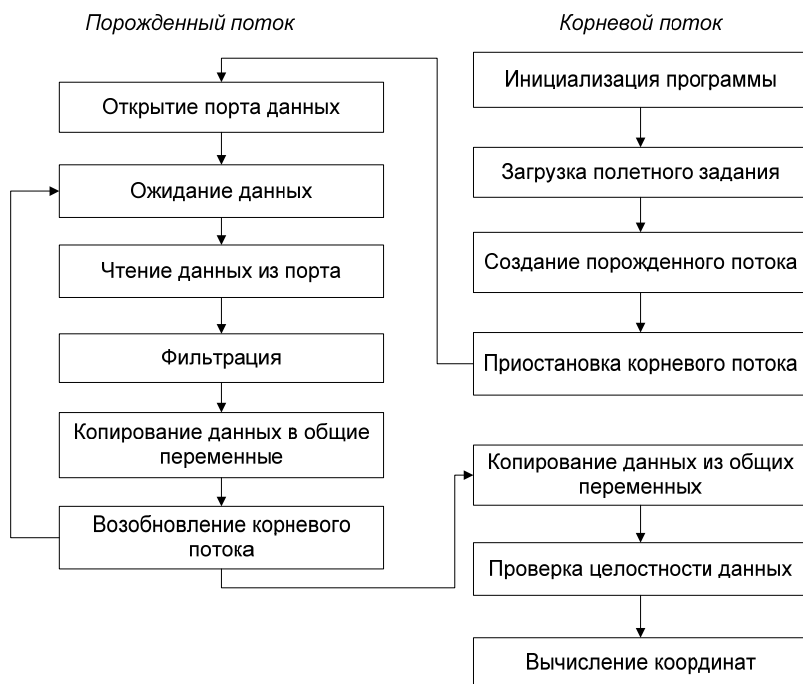 Порожденный поток
Открытие порта данных
Ожидание данных
Чтение данных из порта
Фильтрация
Копирование данных в общие
переменные
Возобновление корневого
потока
Корневой поток
Инициализация программы
Загрузка полетного задания
Создание порожденного потока
Приостановка корневого потока
Копирование данных из общих
переменных
Проверка целостности данных
Вычисление координат